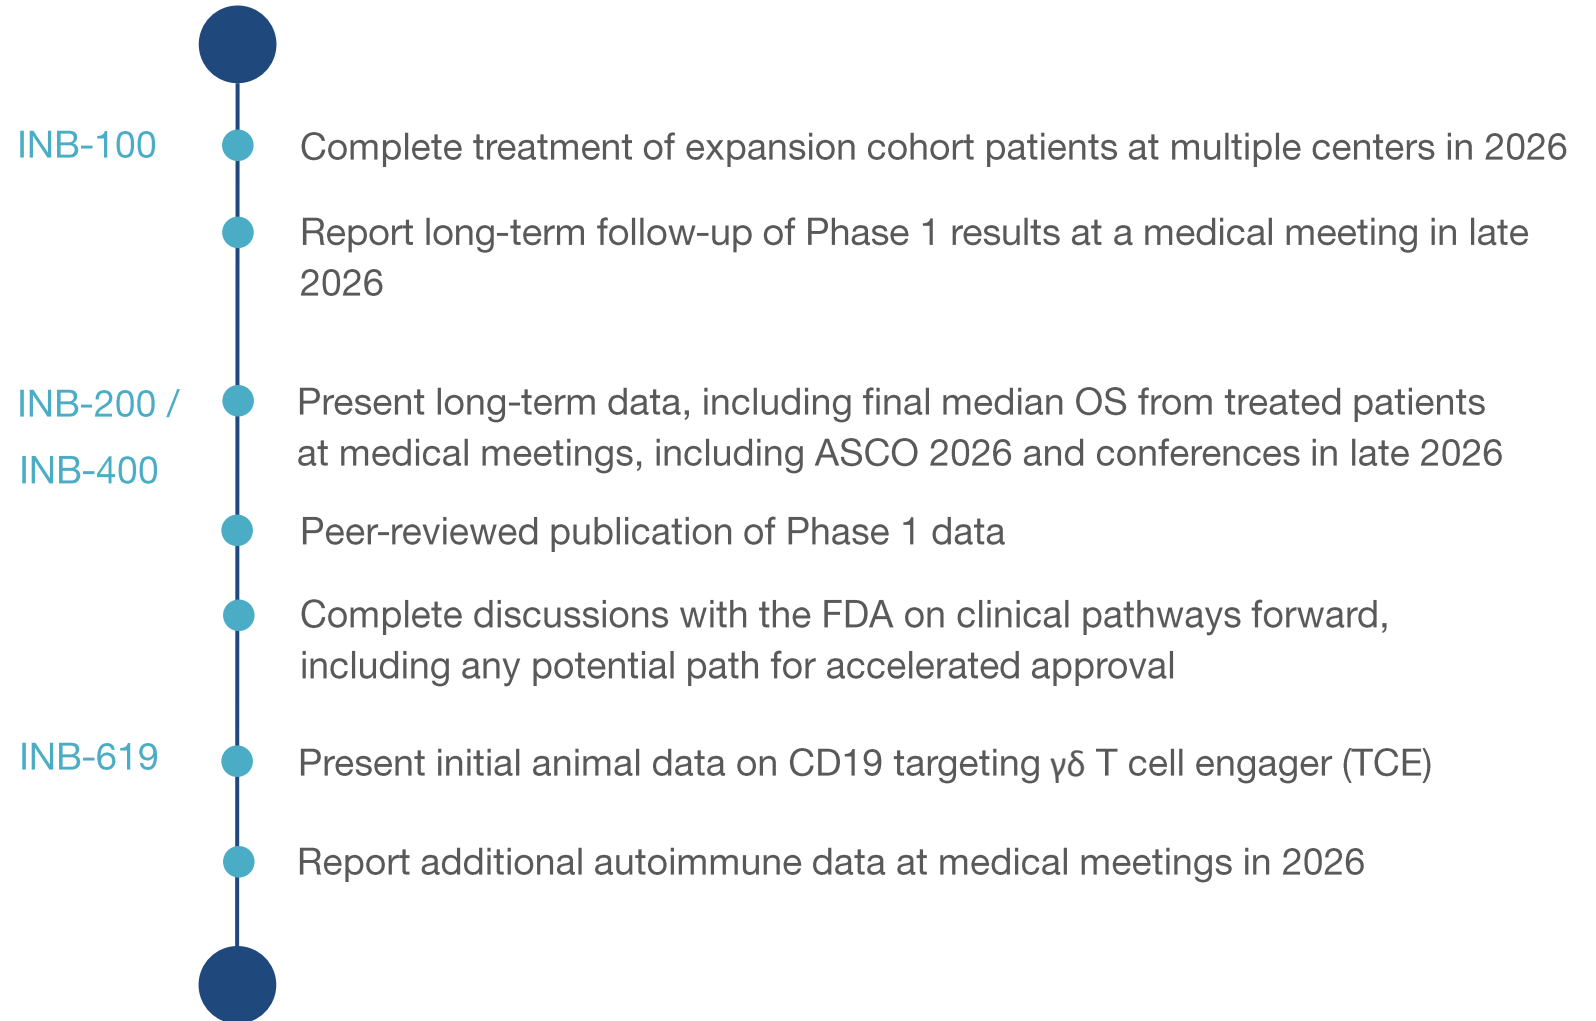 INB-100
Complete treatment of expansion cohort patients at multiple centers in 2026
Report long-term follow-up of Phase 1 results at a medical meeting in late
2026
INB-200 /
INB-400
Present long-term data, including final median OS from treated patients
at medical meetings, including ASCO 2026 and conferences in late 2026
Peer-reviewed publication of Phase 1 data
Complete discussions with the FDA on clinical pathways forward,
including any potential path for accelerated approval
INB-619
Present initial animal data on CD19 targeting γδ T cell engager (TCE)
Report additional autoimmune data at medical meetings in 2026